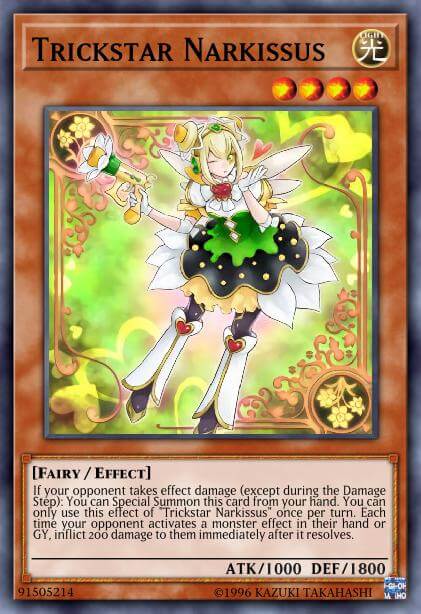 TRICKSTAR NARKISSUS
LIGHT
光
[FAIRY / EFFECT]
If your opponent takes effect damage (except during the Damage
Step): You can Special Summon this card from your hand. You can
only use this effect of "Trickstar Narkissus" once per turn. Each
time your opponent activates a monster effect in their hand or
GY, inflict 200 damage to them immediately after it resolves.
ATK/1000 DEF/1800
91505214
©1996 KAZUKI TAKAHASHI